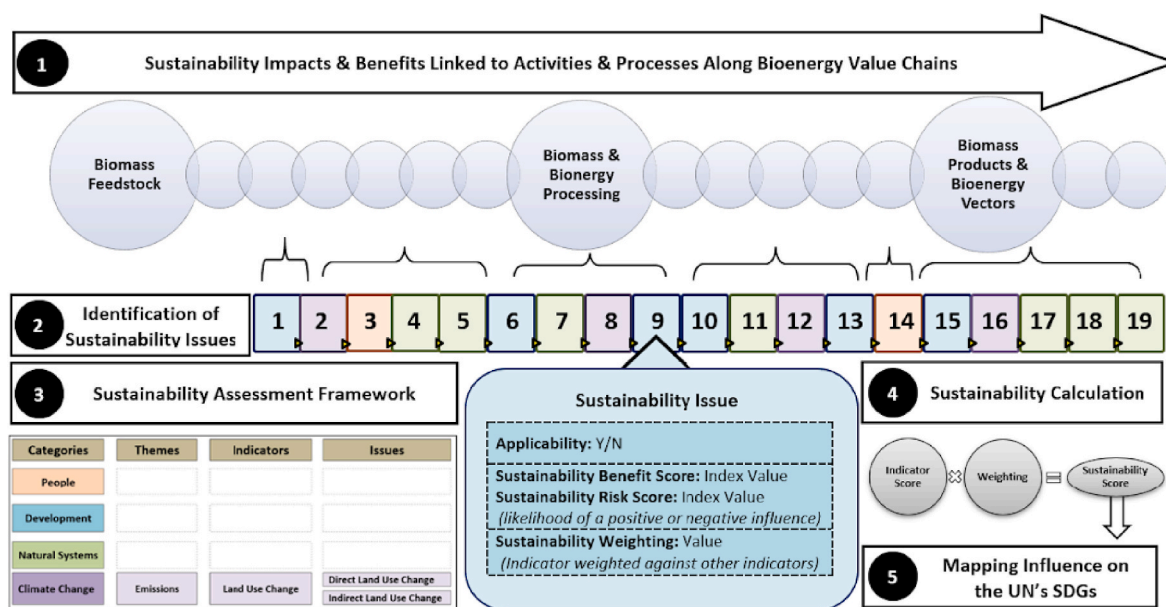 1
Sustainability Impacts & Benefits Linked to Activities & Processes Along Bioenergy Value Chains
Biomass
Feedstock
Biomass &
Bionergy
Processing
Biomass
Products &
Bioenergy
Vectors
2
Identification of
Sustainability Issues
1 2 3 4 5 6 7 8 9 10 11 12 13 14 15 16 17 18 19
3
Sustainability Assessment Framework
Categories Themes Indicators Issues
People
Development
Natural Systems
Climate Change Emissions Land Use Change
Direct Land Use Change
Indirect Land Use Change
Sustainability Issue
Applicability: Y/N
Sustainability Benefit Score: Index Value
Sustainability Risk Score: Index Value
(likelihood of a positive or negative influence)
Sustainability Weighting: Value
(Indicator weighted against other indicators)
4
Sustainability Calculation
Indicator
Score
Weighting
Sustainability
Score
5
Mapping Influence on
the UN's SDGs